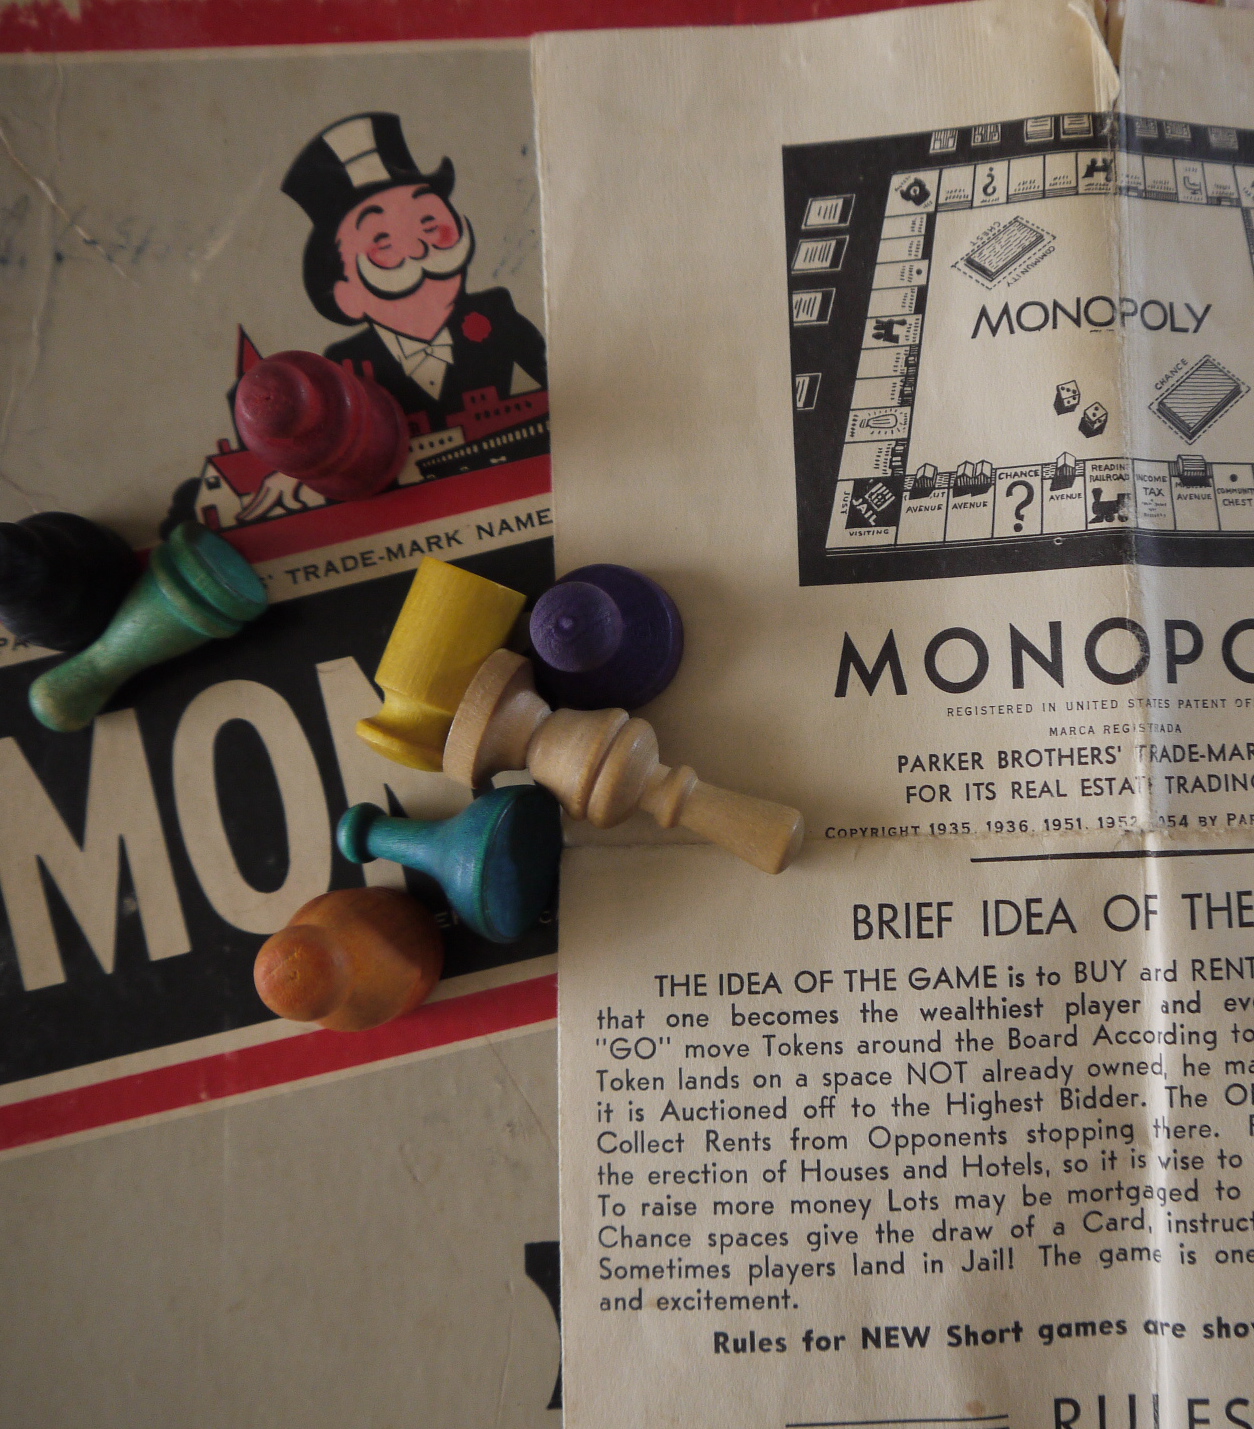 ' TRADE-MARK NAME
MON
CHEST
COMMUNITY
MONOPOLY
CHANCE
JUST
JAIL
VISITING
AVENUE
AVENUE
CHANCE
?
AVENUE
READING
RAILROAD
INCOME
TAX
AVENUE
COMMUNITY
CHEST
MONOPO
REGISTERED IN UNITED STATES PATENT OF
MARCA REGISTRADA
PARKER BROTHERS' TRADE-MAR
FOR ITS REAL ESTATE TRADING
COPYRIGHT 1935, 1936, 1951, 1952, 1954 BY PAR
BRIEF IDEA OF THE
THE IDEA OF THE GAME is to BUY and RENT
that one becomes the wealthiest player and eve
"GO" move Tokens around the Board According to
Token lands on a space NOT already owned, he ma
it is Auctioned off to the Highest Bidder. The O
Collect Rents from Opponents stopping there.
the erection of Houses and Hotels, so it is wise to
To raise more money Lots may be mortgaged to
Chance spaces give the draw of a Card, instruct
Sometimes players land in Jail! The game is one
and excitement.
Rules for NEW Short games are show
RULES